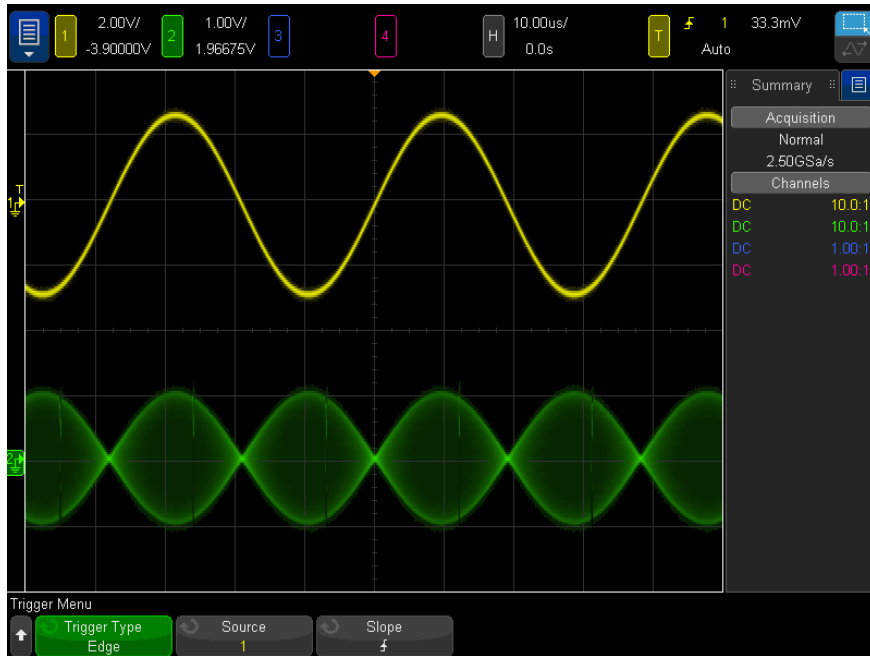 1 2.00V/ -3.90000V
2 1.00V/ 1.96675V
3
4
H 10.00us/ 0.0s
T 1 33.3mV
Auto
Summary
Acquisition
Normal
2.50GSa/s
Channels
DC 10.0:1
DC 10.0:1
DC 1.00:1
DC 1.00:1
T
1
2
Trigger Menu
Trigger Type
Edge
Source
1
Slope